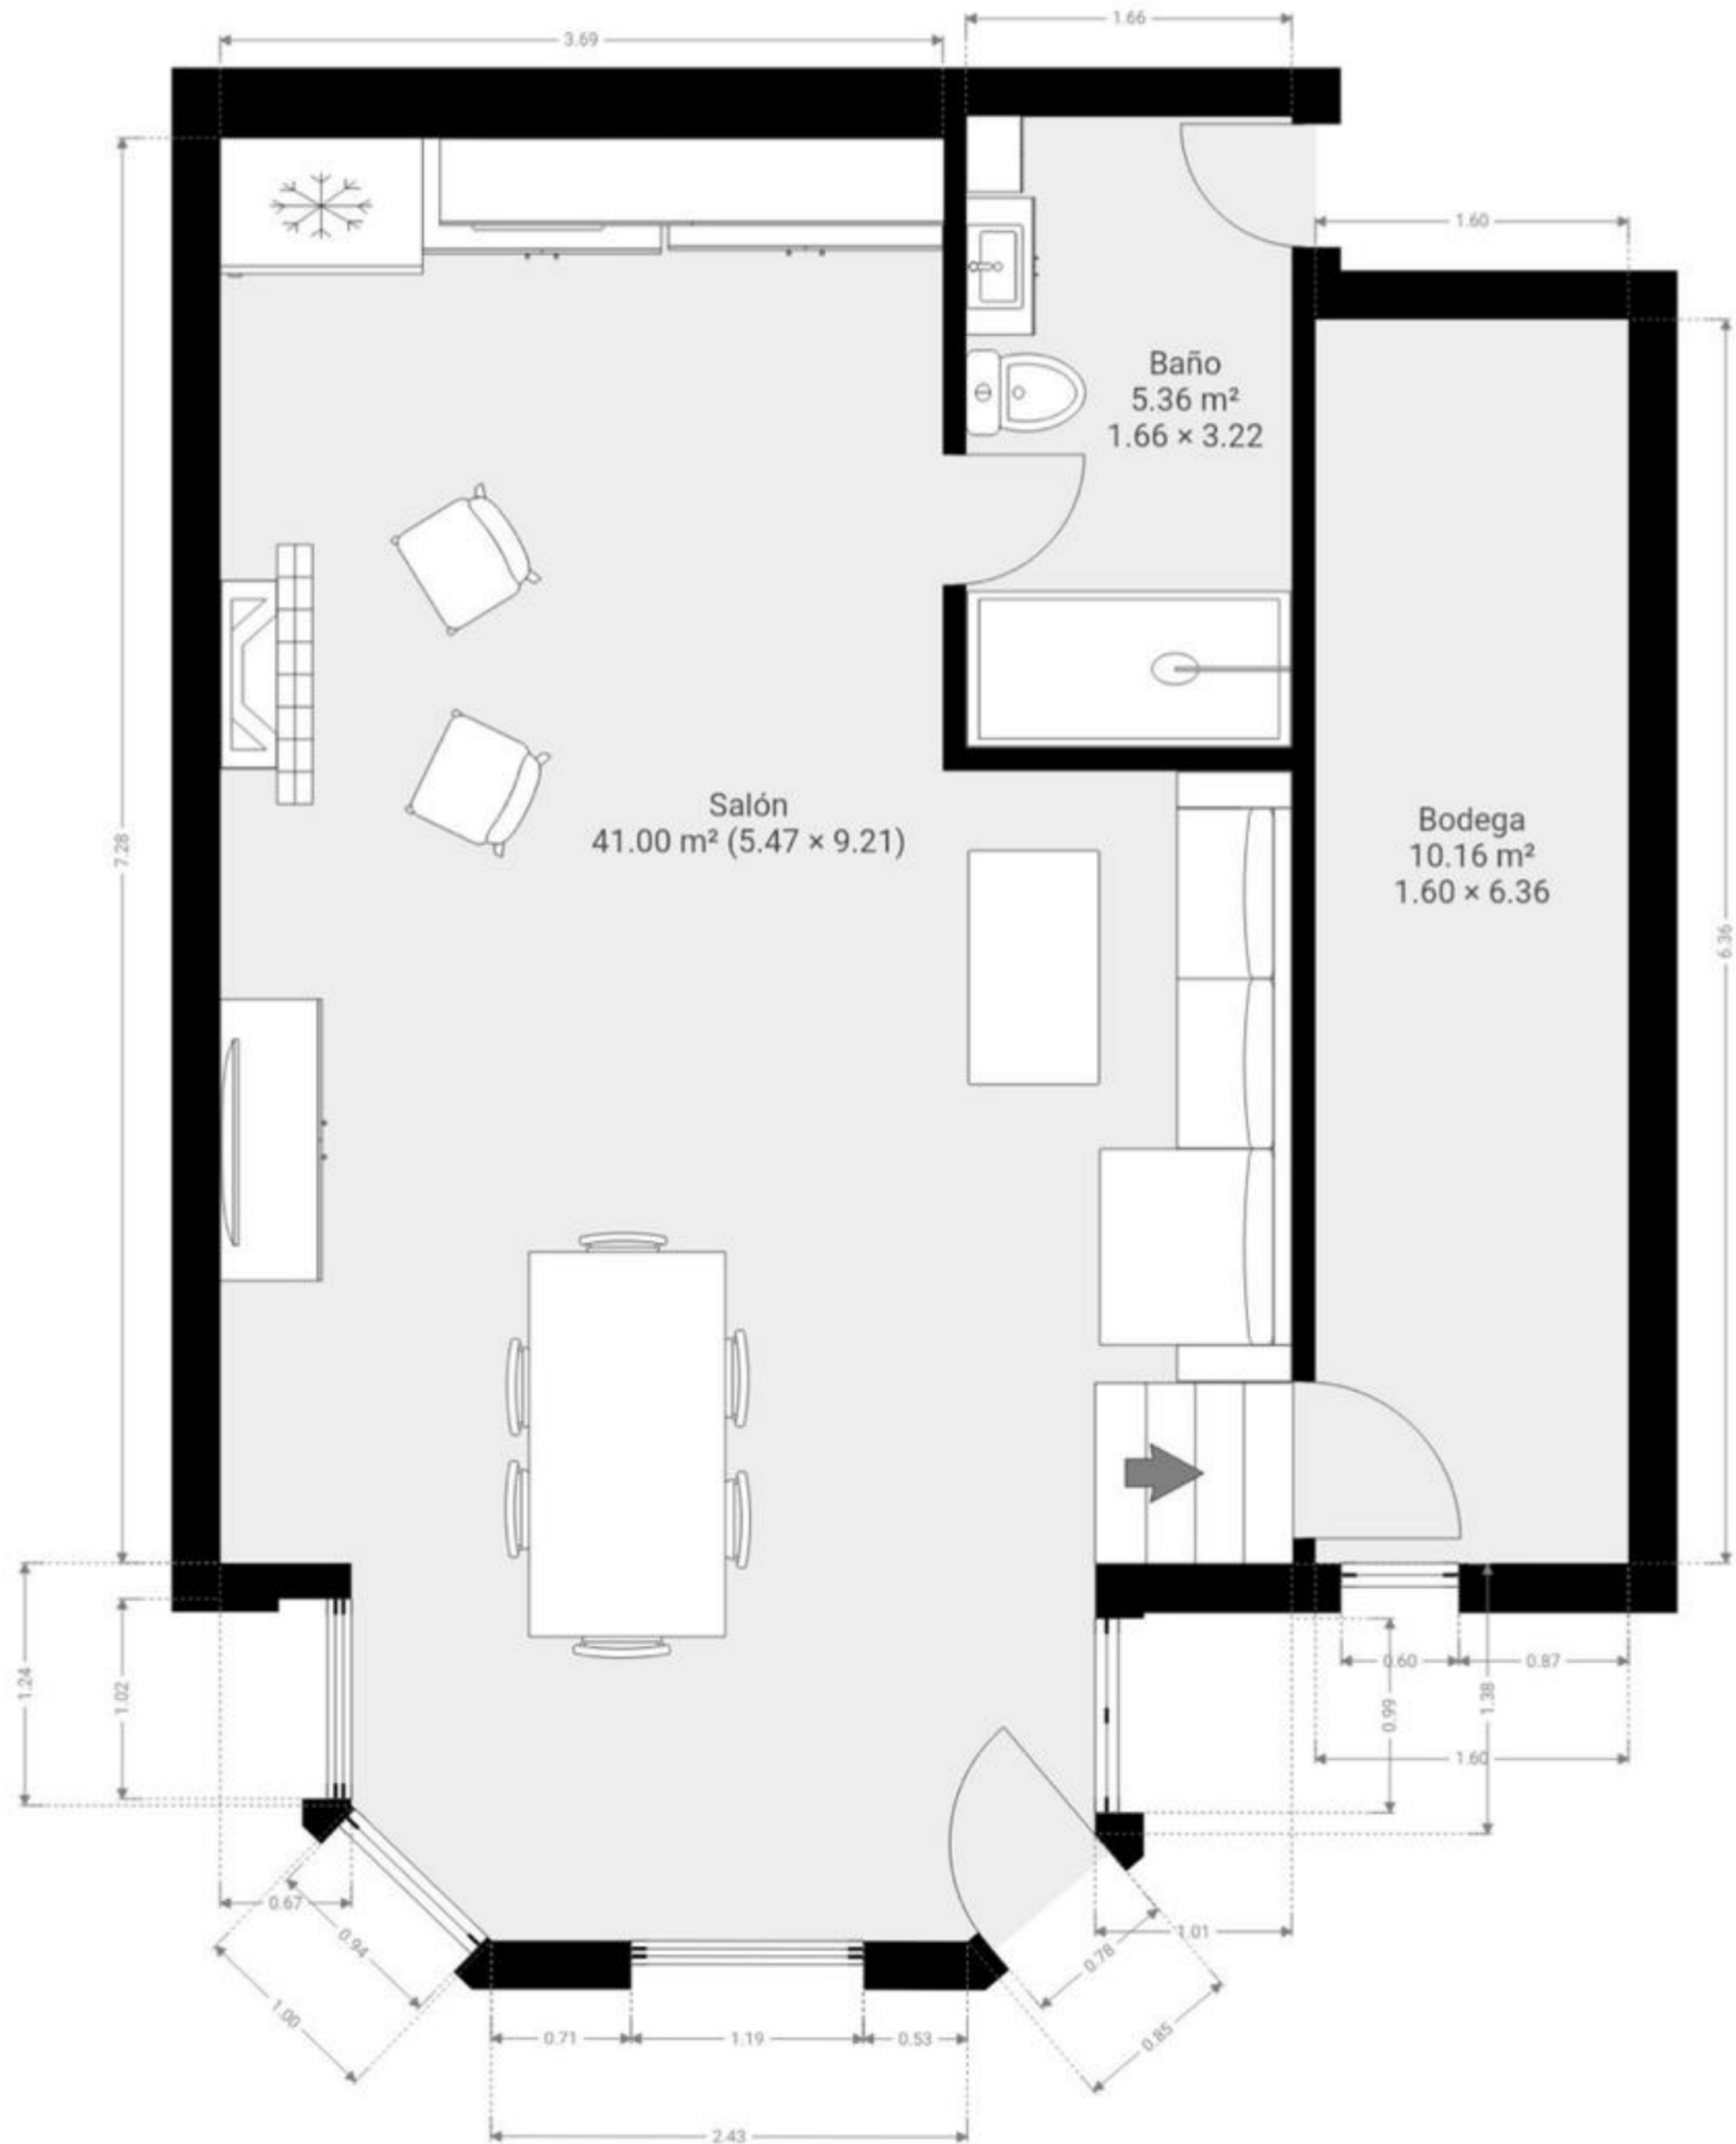 1.66
3.69
1.60
Baño
5.36 m²
1.66 × 3.22
Salón
41.00 m² (5.47 × 9.21)
Bodega
10.16 m²
1.60 × 6.36
7.28
6.36
1.24
1.02
0.60
0.87
0.99
1.38
1.60
0.67
0.94
1.00
1.01
0.78
0.85
0.71
1.19
0.53
2.43